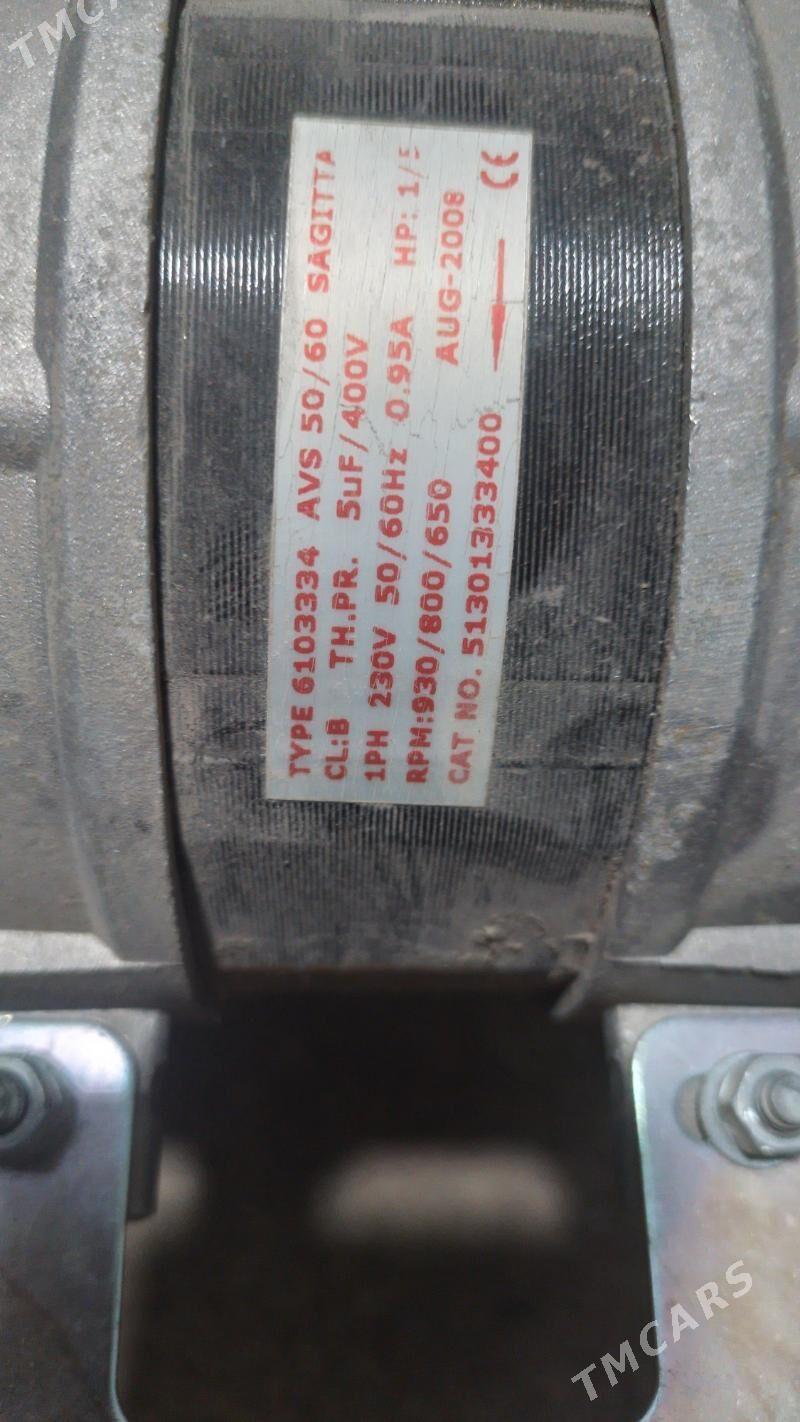 TYPE 6103334 AVS 50/60 SAGITTA
CL:B TH.PR. 5uF/400V
1PH 230V 50/60Hz 0.95A HP: 1/5
RPM:930/800/650 AUG-2008
CAT NO. 51301333400 CE
TMCARS
TMCARS